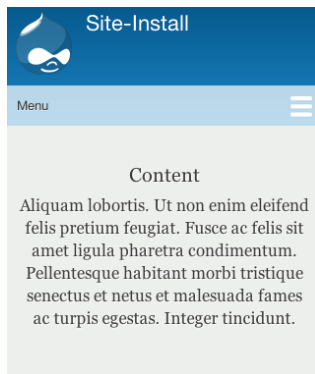 Site-Install
Menu
Content
Aliquam lobortis. Ut non enim eleifend
felis pretium feugiat. Fusce ac felis sit
amet ligula pharetra condimentum.
Pellentesque habitant morbi tristique
senectus et netus et malesuada fames
ac turpis egestas. Integer tincidunt.